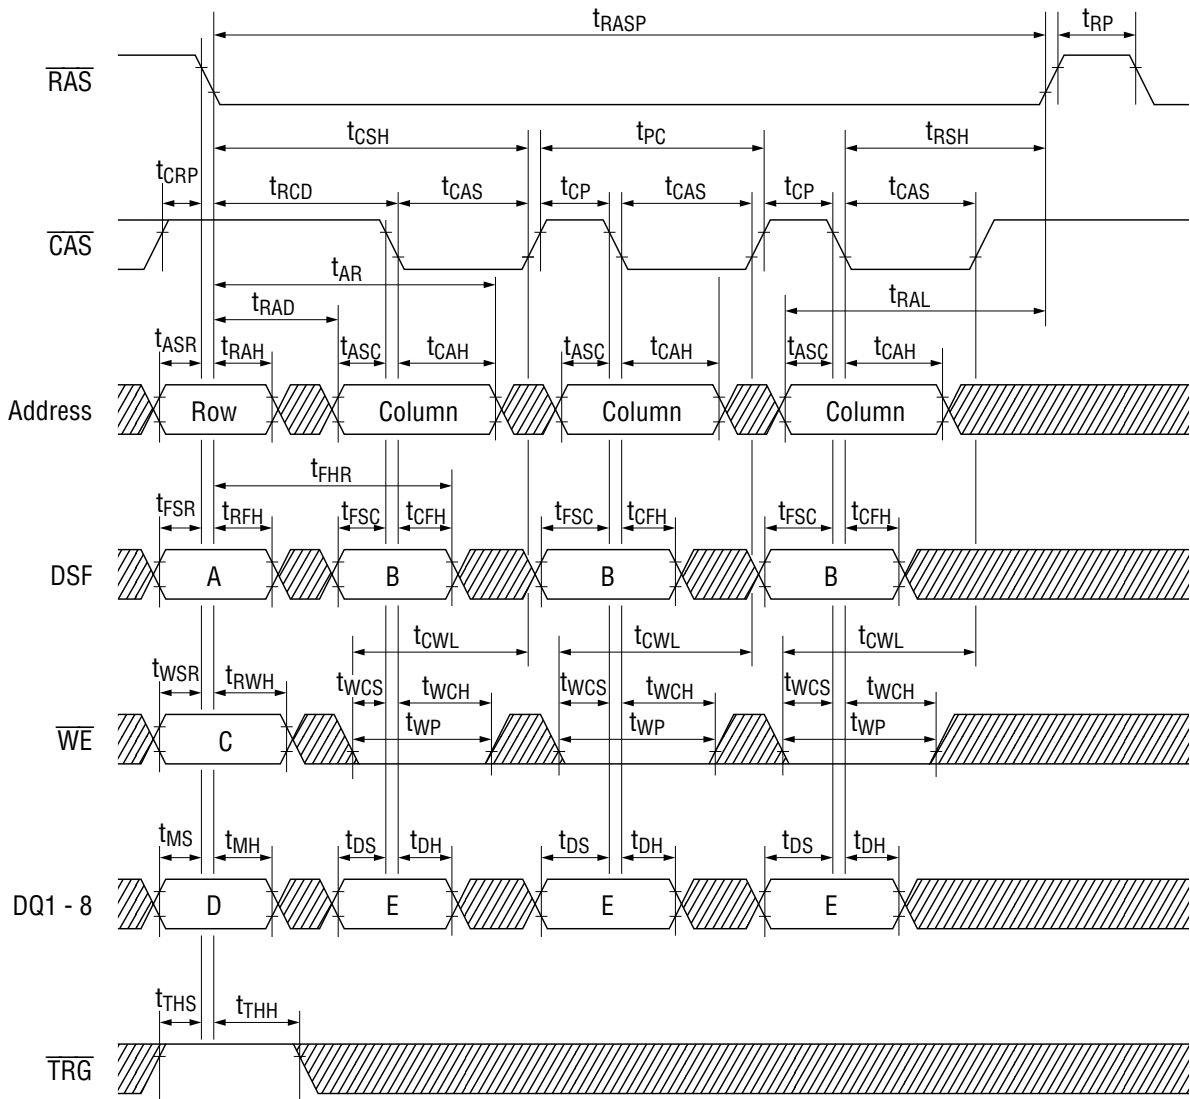 tRASP tRP
RAS
tCSH tPC tRSH
tCRP tRCD tCAS tCP tCAS tCP tCAS
CAS
tAR
tRAD tRAL
tASR tRAH tASC tCAH tASC tCAH tASC tCAH
Address Row Column Column Column
tFHR
tFSR tRFH tFSC tCFH tFSC tCFH tFSC tCFH
DSF A B B B
tCWL tCWL tCWL
tWSR tRWH tWCS tWCH tWCS tWCH tWCS tWCH
tWP tWP tWP
WE C
tMS tMH tDS tDH tDS tDH tDS tDH
DQ1 - 8 D E E E
tTHS tTHH
TRG